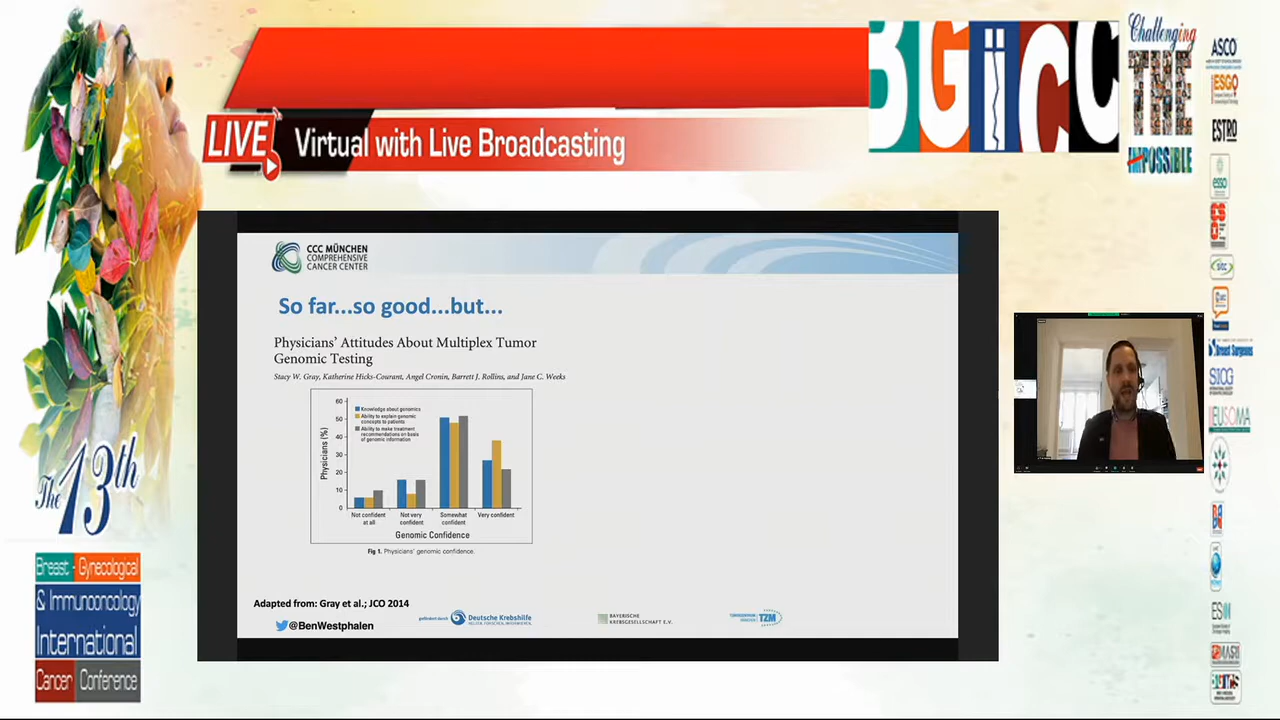 LIVE
Virtual with Live Broadcasting
BGiCC
Challenging
THE
IMPOSSIBLE
ASCO
ESGO
ESTRO
esso
SIOG
EUSOMA
CCC MÜNCHEN
COMPREHENSIVE
CANCER CENTER
So far...so good...but...
Physicians' Attitudes About Multiplex Tumor
Genomic Testing
Stacy W. Gray, Katherine Hicks-Courant, Angel Cronin, Barrett J. Rollins, and Jane C. Weeks
Physicians (%)
60
50
40
30
20
10
0
Knowledge about genomics
Ability to explain genomic
concepts to patients
Ability to make treatment
recommendations on basis
of genomic information
Not confident
at all
Not very
confident
Somewhat
confident
Very confident
Genomic Confidence
Fig 1. Physicians' genomic confidence.
Adapted from: Gray et al.; JCO 2014
@BenWestphalen
Deutsche Krebshilfe
HELFEN. FORSCHEN. INFORMIEREN.
BAYERISCHE
KREBSGESELLSCHAFT E.V.
TZM
The 13th
Breast - Gynecological
& Immunooncology
International
Cancer Conference